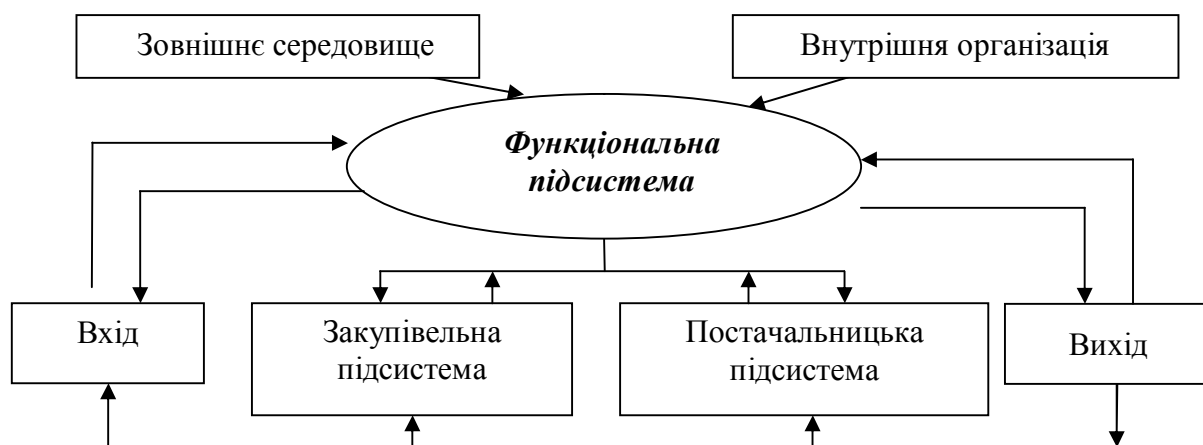 Зовнішнє середовище
Внутрішня організація
Функціональна
підсистема
Вхід
Закупівельна
підсистема
Постачальницька
підсистема
Вихід